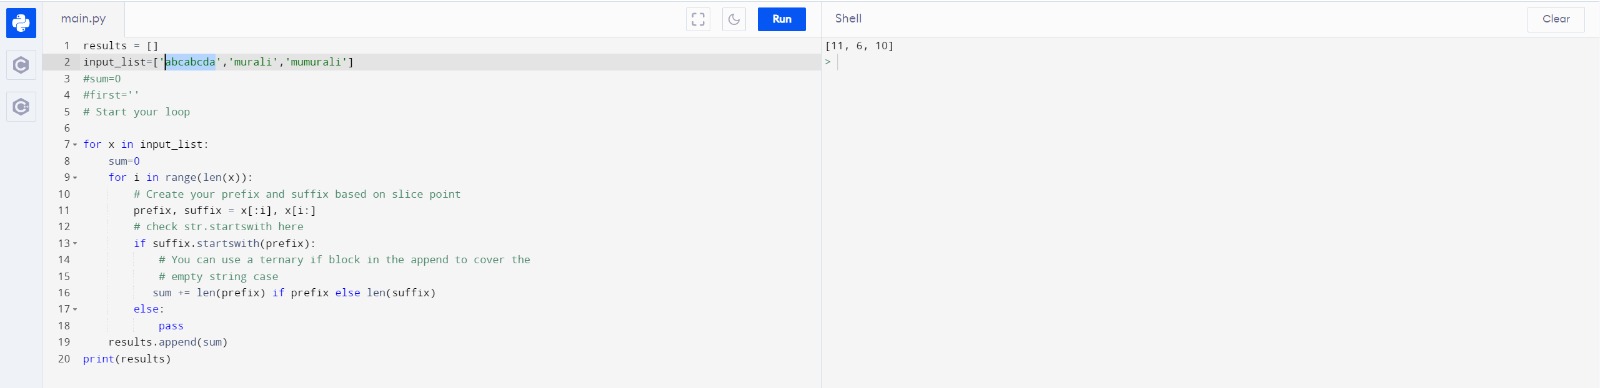 main.py
Run
Shell
Clear
1 results = []
2 input_list=['abcabcda','murali','mumurali']
3 #sum=0
4 #first=''
5 # Start your loop
6
7 for x in input_list:
8     sum=0
9     for i in range(len(x)):
10         # Create your prefix and suffix based on slice point
11         prefix, suffix = x[:i], x[i:]
12         # check str.startswith here
13         if suffix.startswith(prefix):
14             # You can use a ternary if block in the append to cover the
15             # empty string case
16            sum += len(prefix) if prefix else len(suffix)
17         else:
18             pass
19     results.append(sum)
20 print(results)
[11, 6, 10]
>